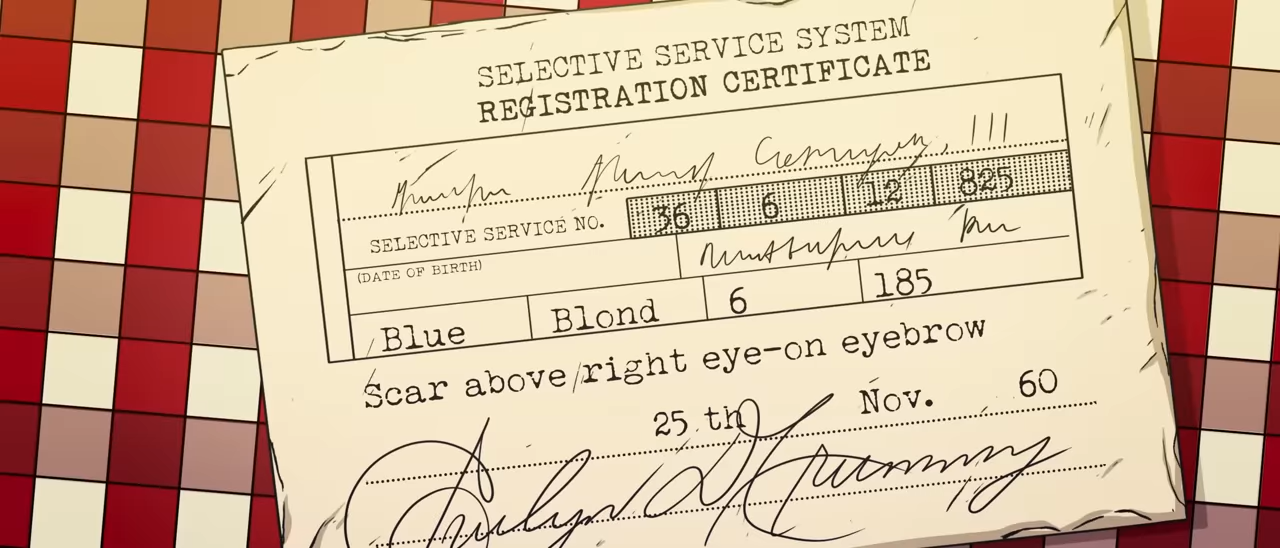 SELECTIVE SERVICE SYSTEM
REGISTRATION CERTIFICATE
III
SELECTIVE SERVICE NO. 36 6 12 825
(DATE OF BIRTH)
Blue Blond 6 185
Scar above right eye-on eyebrow
25 th Nov. 60